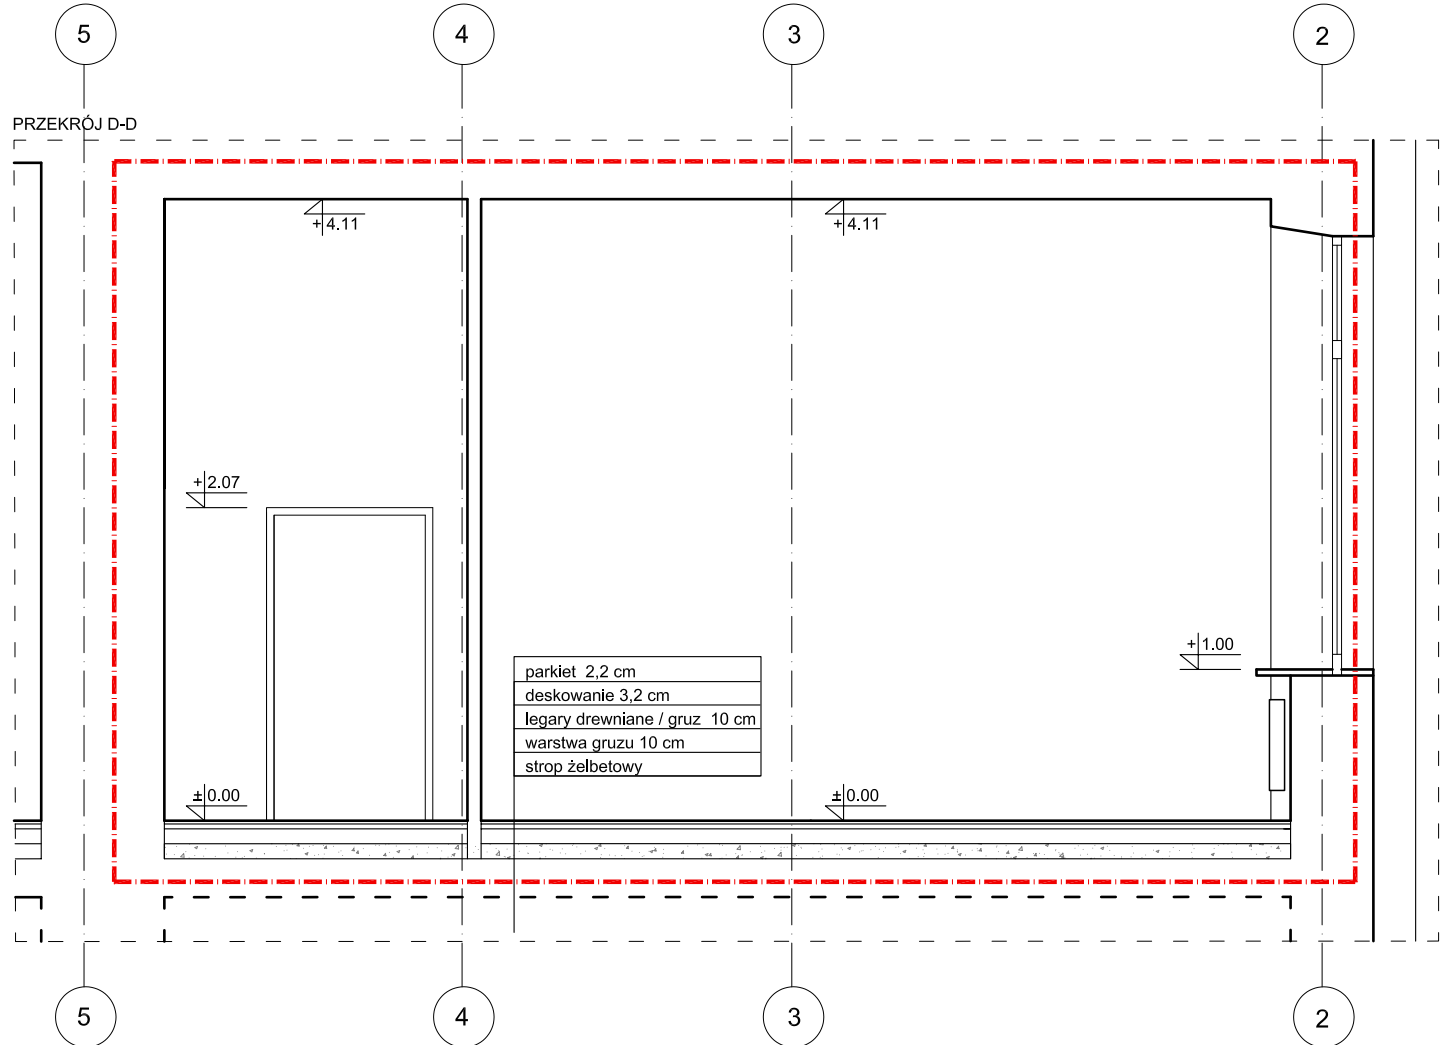 5 4 3 2
PRZEKRÓJ D-D
+4.11 +4.11
+2.07
+1.00
parkiet 2,2 cm
deskowanie 3,2 cm
legary drewniane / gruz 10 cm
warstwa gruzu 10 cm
strop żelbetowy
±0.00 ±0.00
5 4 3 2